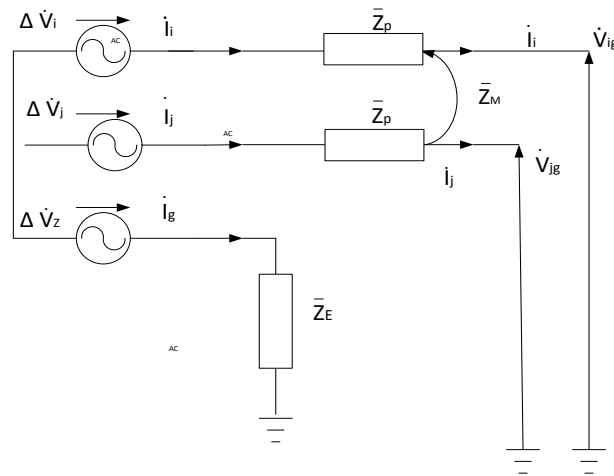 Δ V̇i İi Z̄p İi V̇ig
AC
Z̄M
Δ V̇j İj AC Z̄p İj V̇jg
Δ V̇Z İg
Z̄E
AC